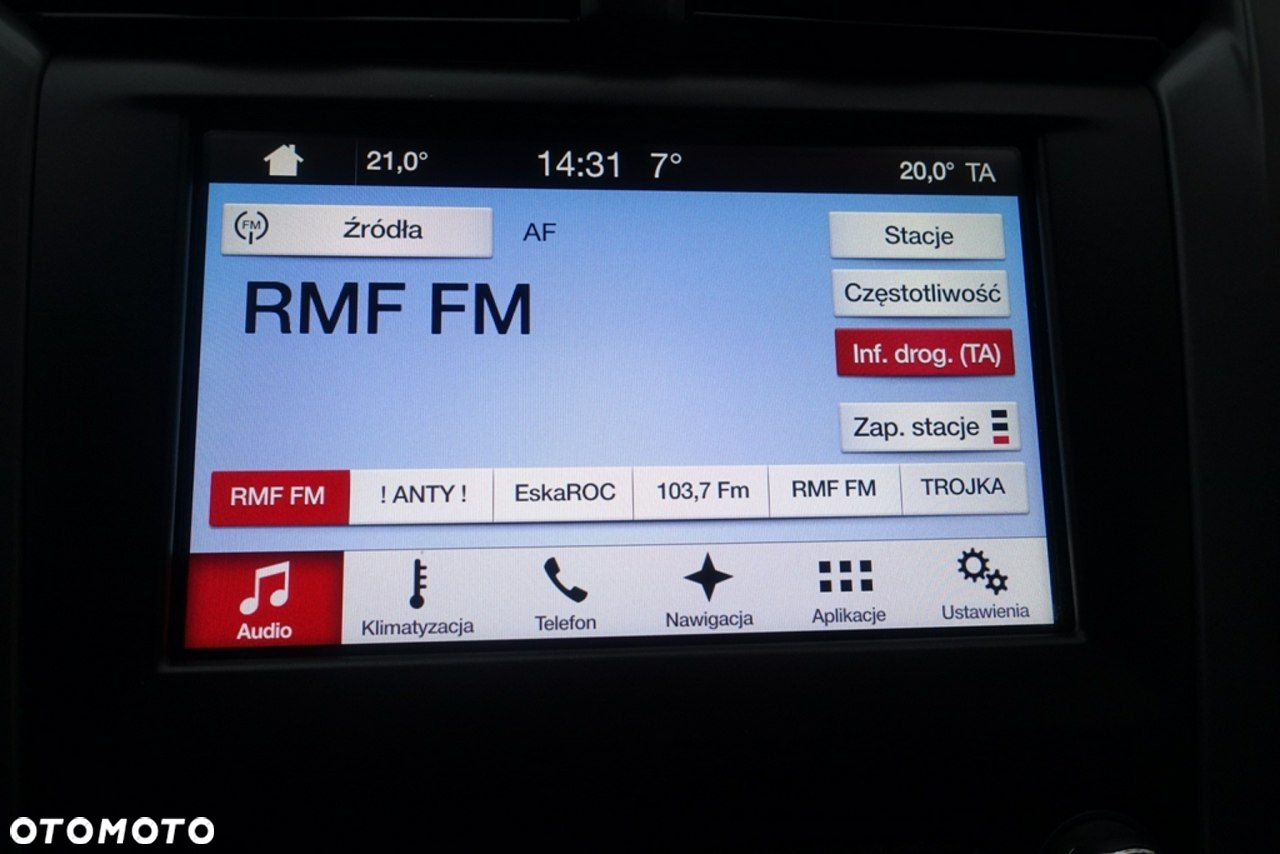 21,0° 14:31 7° 20,0° TA
FM Źródła AF Stacje
RMF FM
Częstotliwość
Inf. drog. (TA)
Zap. stacje
RMF FM ! ANTY ! EskaROC 103,7 Fm RMF FM TROJKA
Audio Klimatyzacja Telefon Nawigacja Aplikacje Ustawienia
OTOMOTO